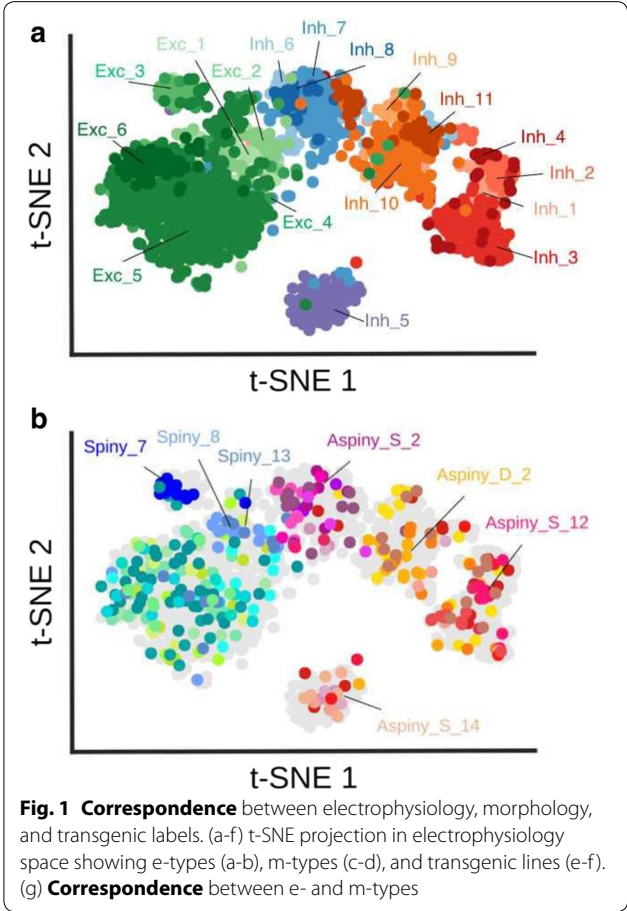 a
Exc_1
Inh_6
Inh_7
Inh_8
Exc_3
Exc_2
Inh_9
Inh_11
Exc_6
Inh_4
Inh_2
Inh_10
Inh_1
Exc_4
Exc_5
Inh_3
Inh_5
t-SNE 2
t-SNE 1
b
Spiny_7
Spiny_8
Spiny_13
Aspiny_S_2
Aspiny_D_2
Aspiny_S_12
Aspiny_S_14
t-SNE 2
t-SNE 1
Fig. 1 Correspondence between electrophysiology, morphology,
and transgenic labels. (a-f) t-SNE projection in electrophysiology
space showing e-types (a-b), m-types (c-d), and transgenic lines (e-f).
(g) Correspondence between e- and m-types